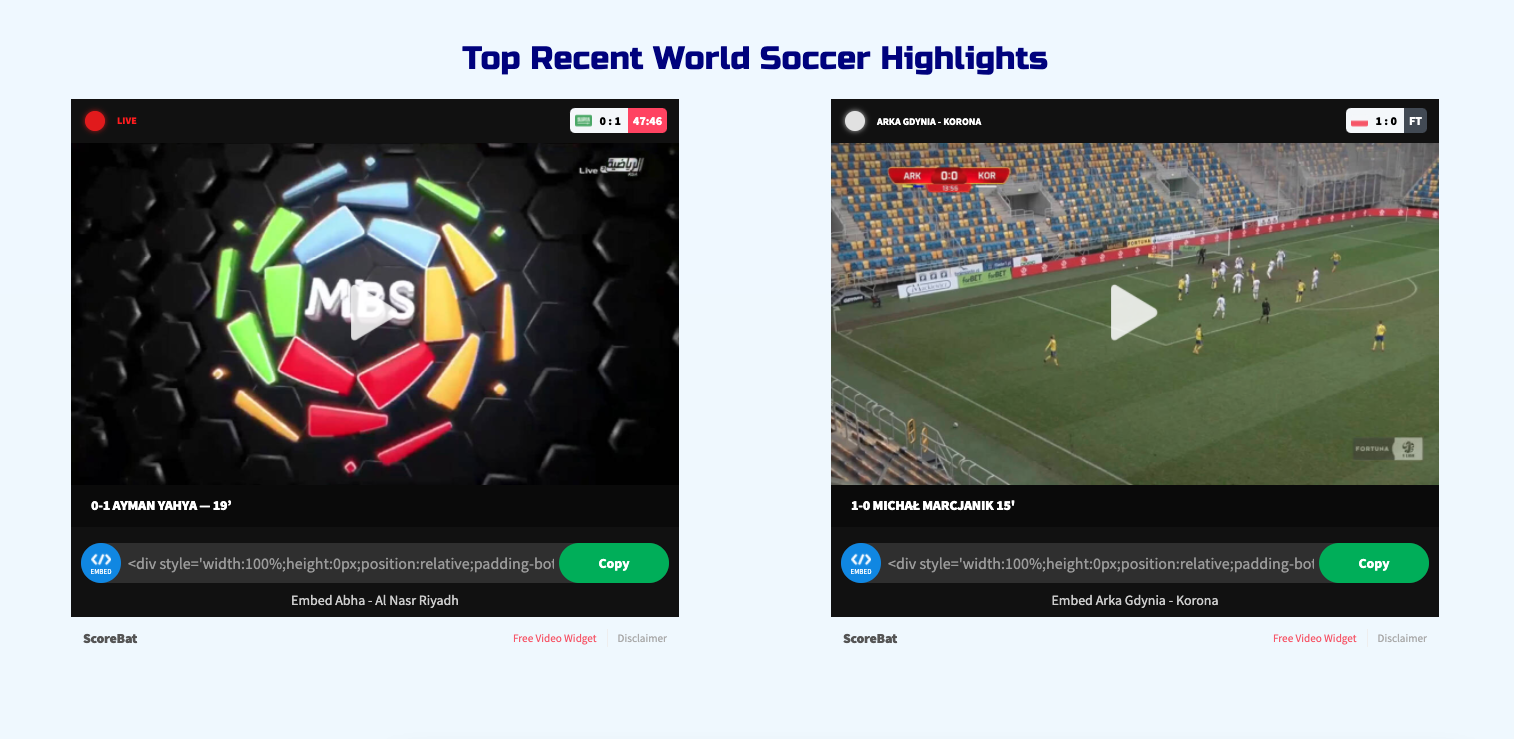 Top Recent World Soccer Highlights
LIVE
0 : 1 47:46
Live
MBS
0-1 AYMAN YAHYA — 19’
</>
EMBED
<div style='width:100%;height:0px;position:relative;padding-bot
Copy
Embed Abha - Al Nasr Riyadh
ScoreBat
Free Video Widget
Disclaimer
ARKA GDYNIA - KORONA
1 : 0 FT
ARK 0:0 KOR
FORTUNA
1-0 MICHAŁ MARCJANIK 15'
</>
EMBED
<div style='width:100%;height:0px;position:relative;padding-bot
Copy
Embed Arka Gdynia - Korona
ScoreBat
Free Video Widget
Disclaimer